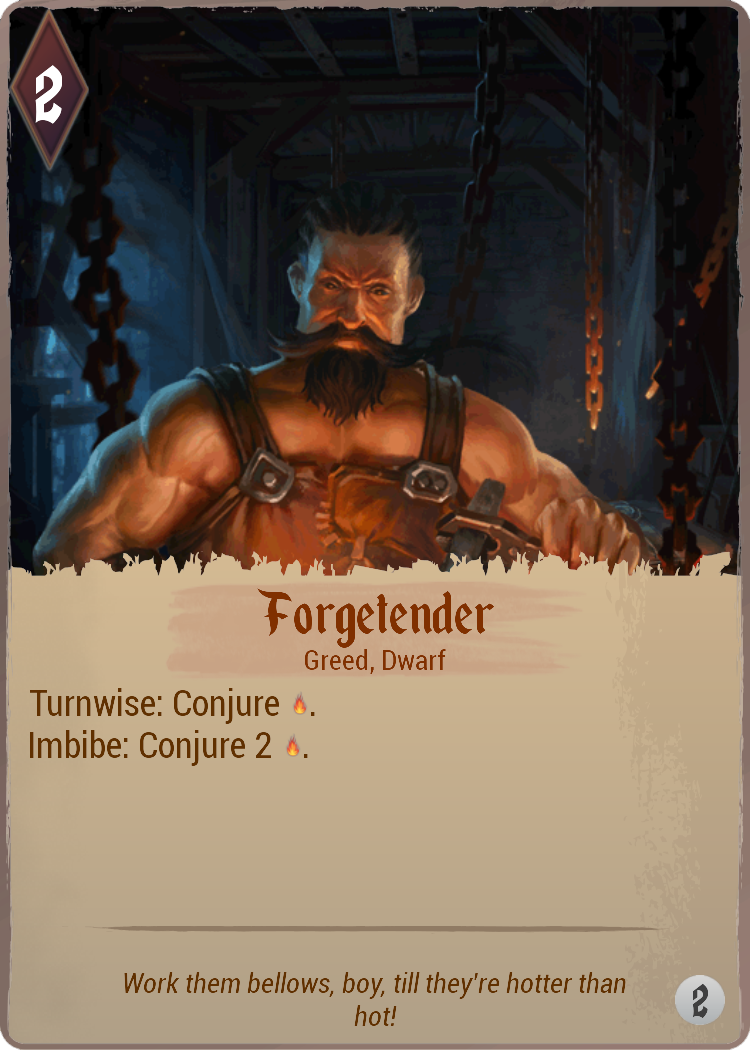 2
Forgetender
Greed, Dwarf
Turnwise: Conjure 🔥.
Imbibe: Conjure 2 🔥.
Work them bellows, boy, till they're hotter than
hot!
2